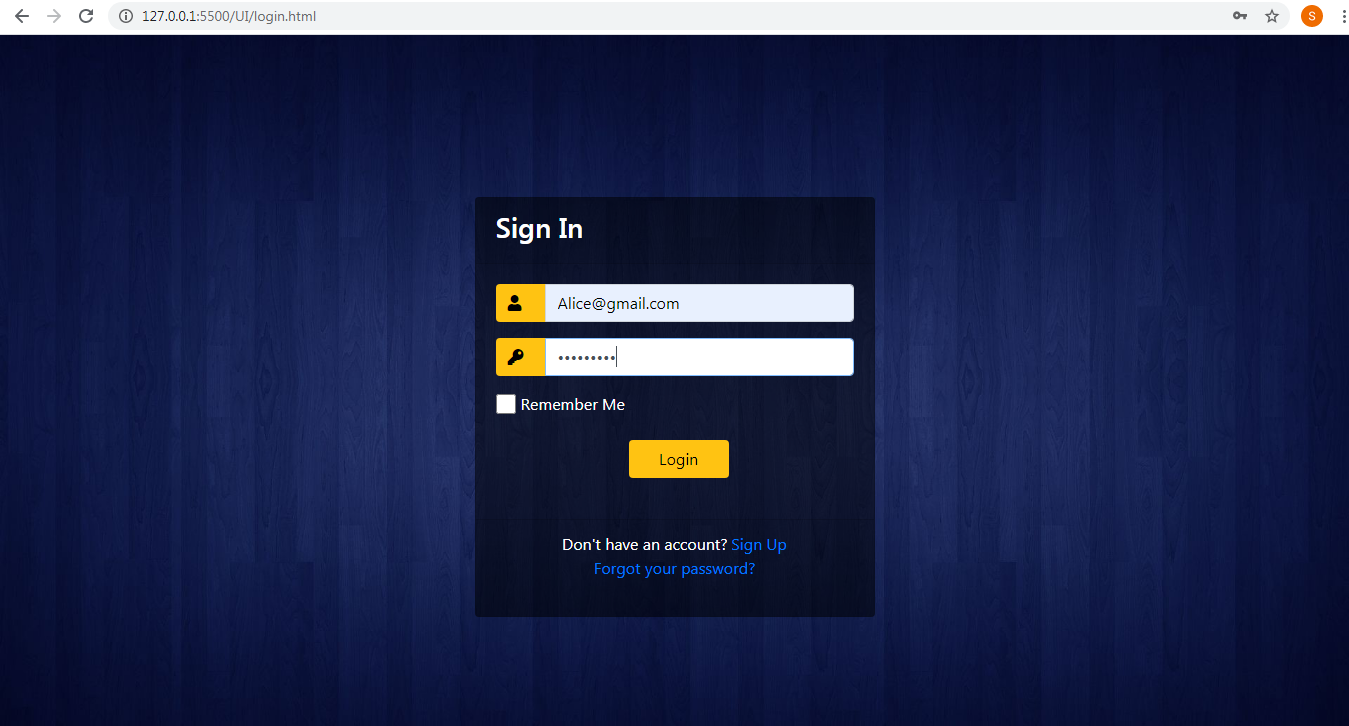 127.0.0.1:5500/UI/login.html
S
Sign In
Alice@gmail.com
•••••••••
Remember Me
Login
Don't have an account? Sign Up
Forgot your password?